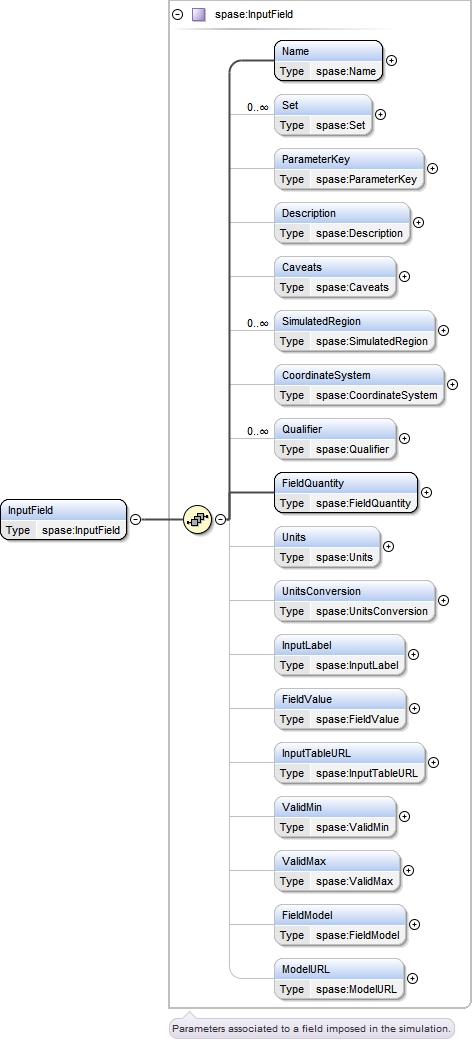 spase:InputField
Name
Type spase:Name
0..∞
Set
Type spase:Set
ParameterKey
Type spase:ParameterKey
Description
Type spase:Description
Caveats
Type spase:Caveats
0..∞
SimulatedRegion
Type spase:SimulatedRegion
CoordinateSystem
Type spase:CoordinateSystem
0..∞
Qualifier
Type spase:Qualifier
FieldQuantity
Type spase:FieldQuantity
InputField
Type spase:InputField
Units
Type spase:Units
UnitsConversion
Type spase:UnitsConversion
InputLabel
Type spase:InputLabel
FieldValue
Type spase:FieldValue
InputTableURL
Type spase:InputTableURL
ValidMin
Type spase:ValidMin
ValidMax
Type spase:ValidMax
FieldModel
Type spase:FieldModel
ModelURL
Type spase:ModelURL
Parameters associated to a field imposed in the simulation.